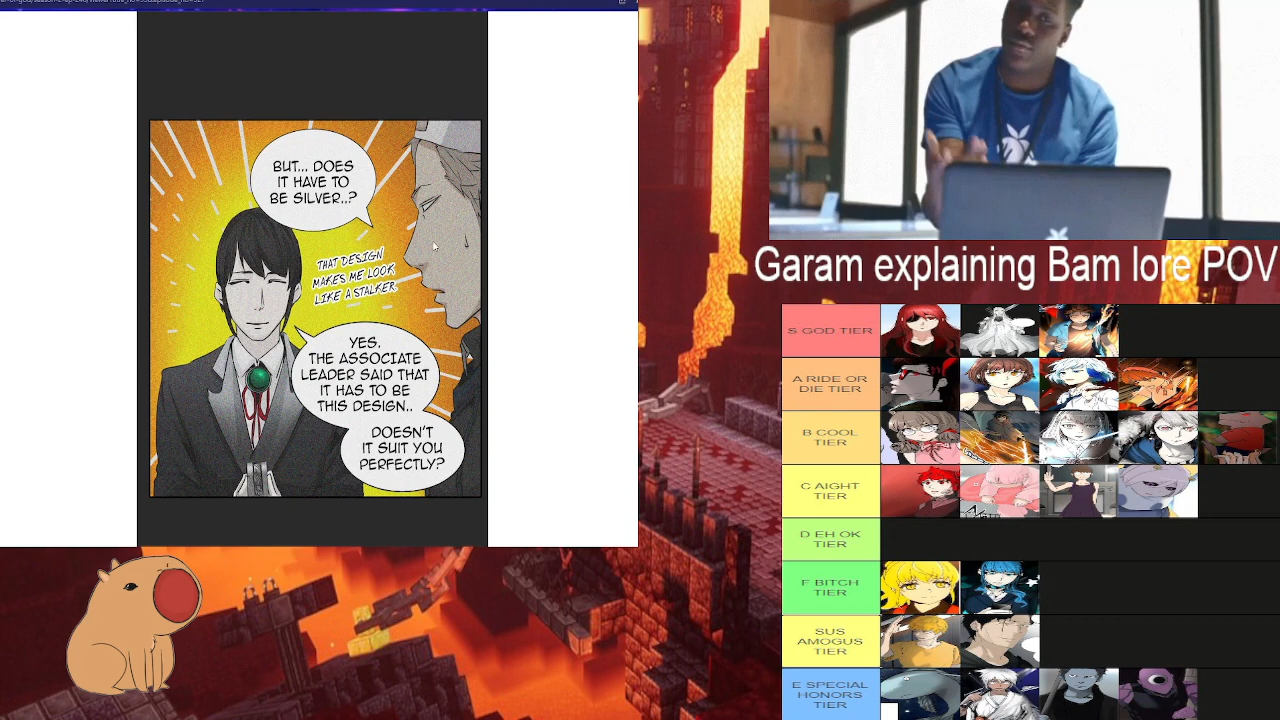 BUT... DOES
IT HAVE TO
BE SILVER..?
THAT DESIGN
MAKES ME LOOK
LIKE A STALKER.
YES,
THE ASSOCIATE
LEADER SAID THAT
IT HAS TO BE
THIS DESIGN..
DOESN'T
IT SUIT YOU
PERFECTLY?
Garam explaining Bam lore POV
S GOD TIER
A RIDE OR
DIE TIER
B COOL
TIER
C AIGHT
TIER
D EH OK
TIER
F BITCH
TIER
SUS
AMOGUS
TIER
E SPECIAL
HONORS
TIER